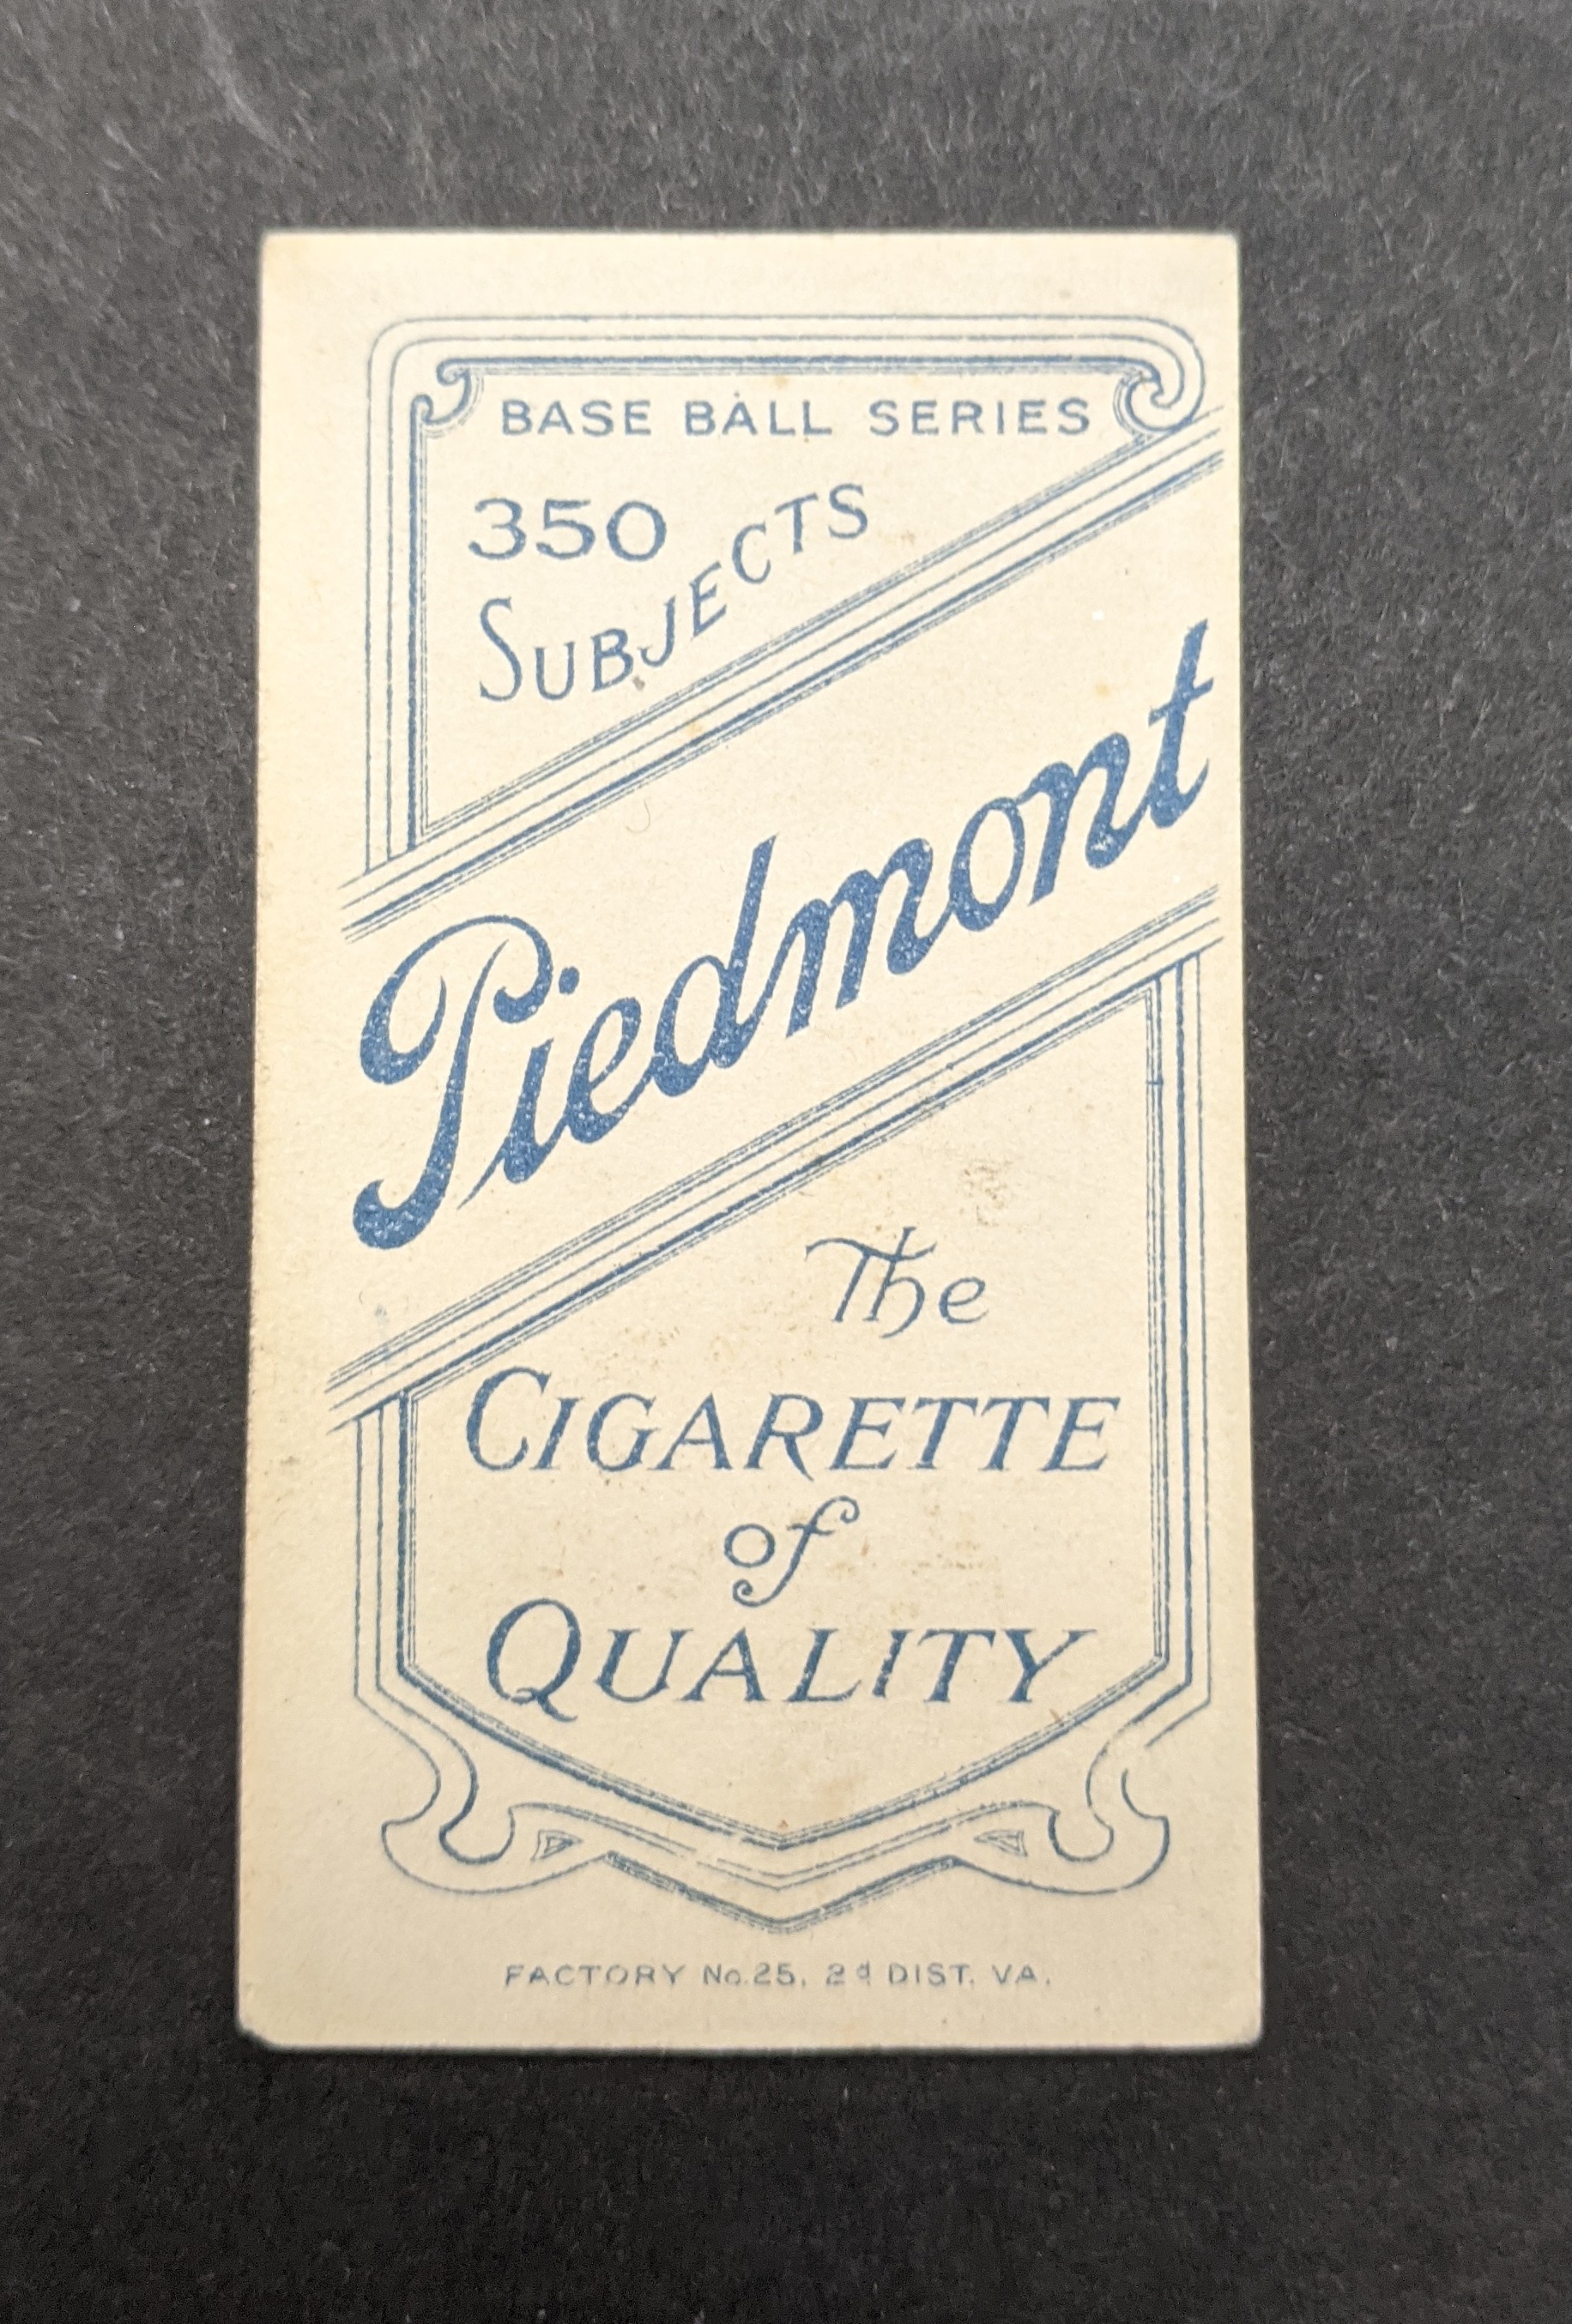 BASE BALL SERIES
350
SUBJECTS
Piedmont
The
CIGARETTE
of
QUALITY
FACTORY No. 25, 2d DIST. VA.